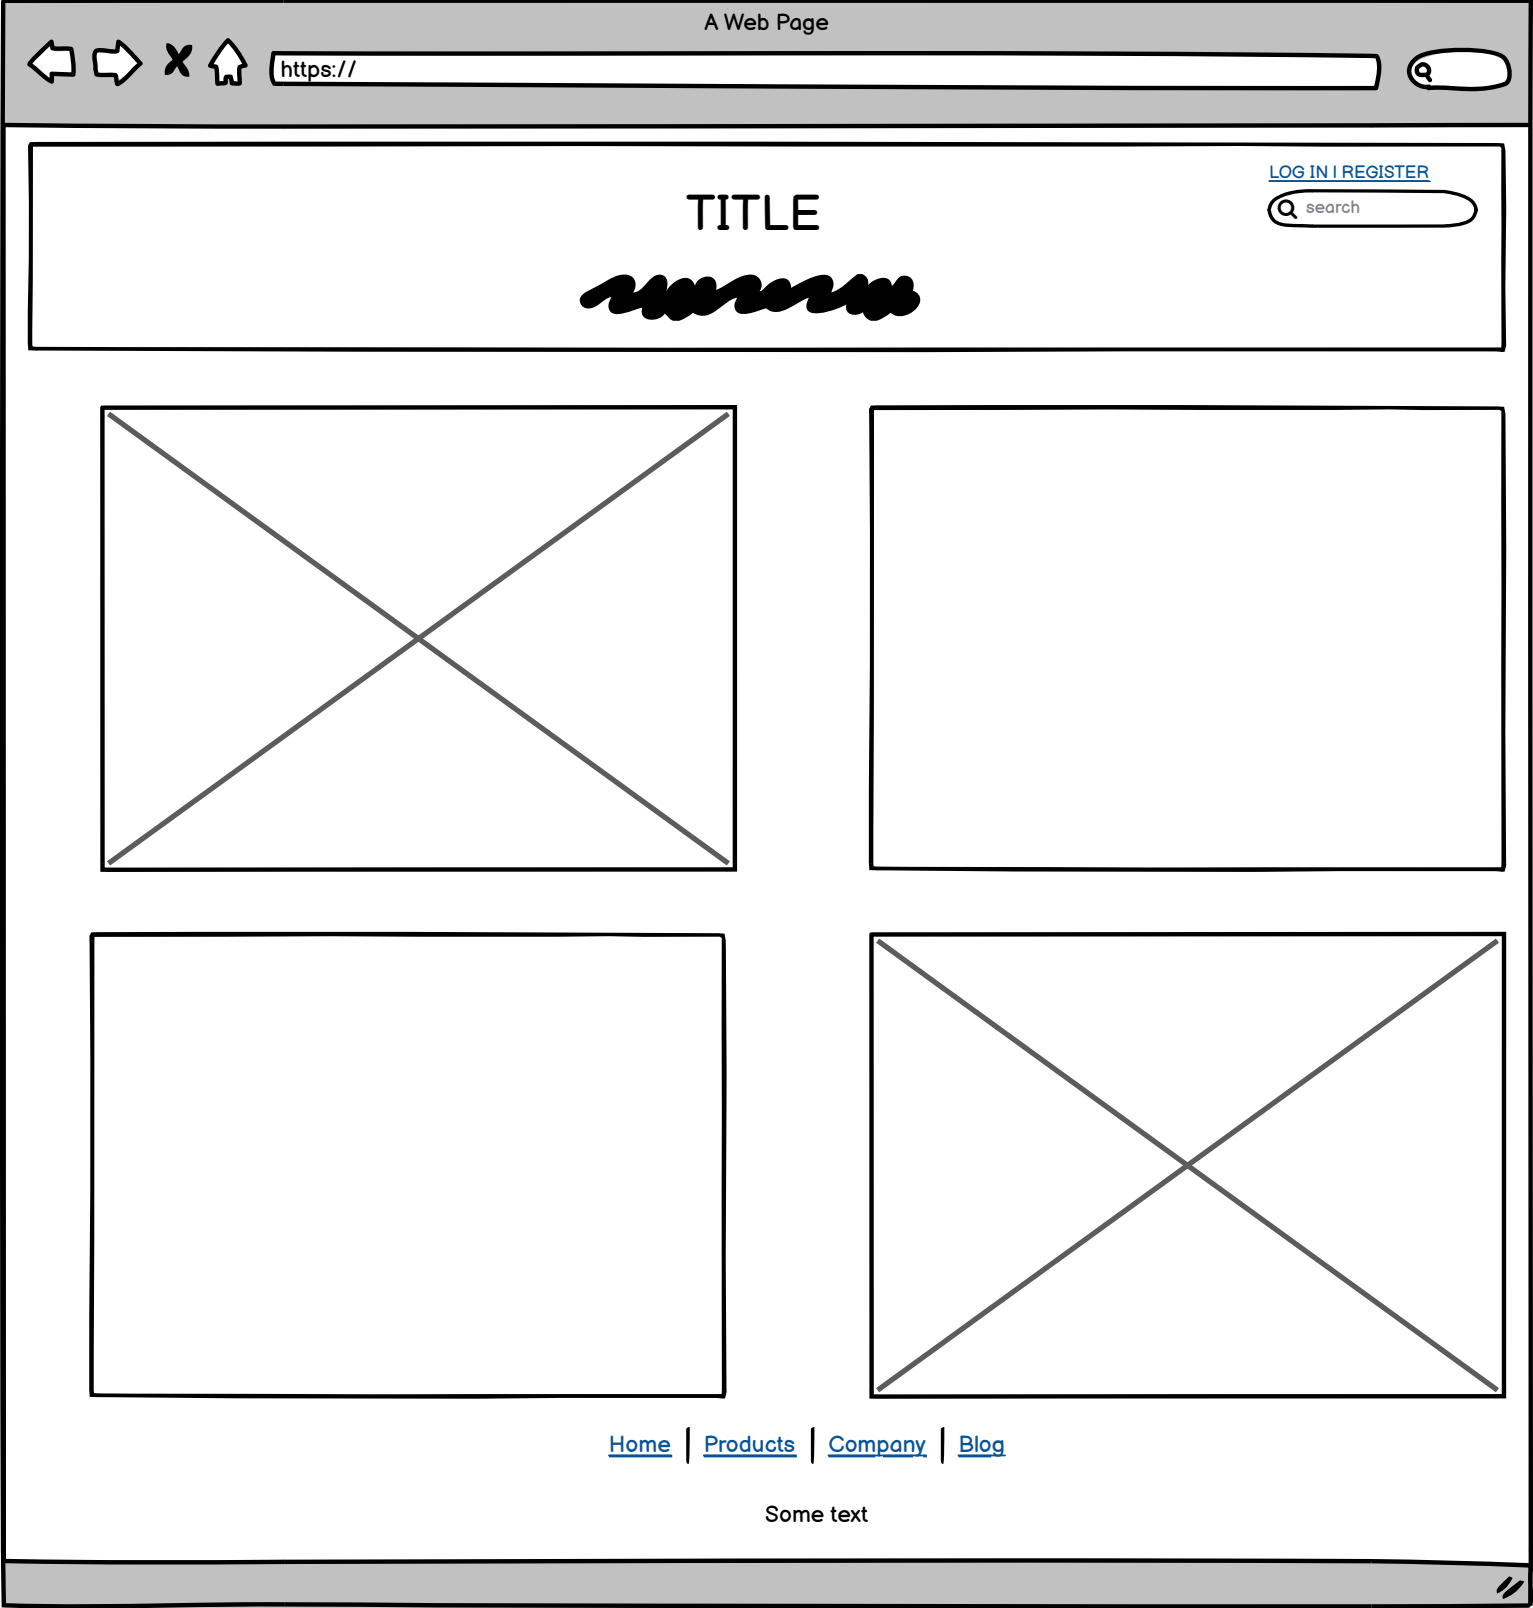 A Web Page
https://
LOG IN | REGISTER
search
TITLE
Home | Products | Company | Blog
Some text